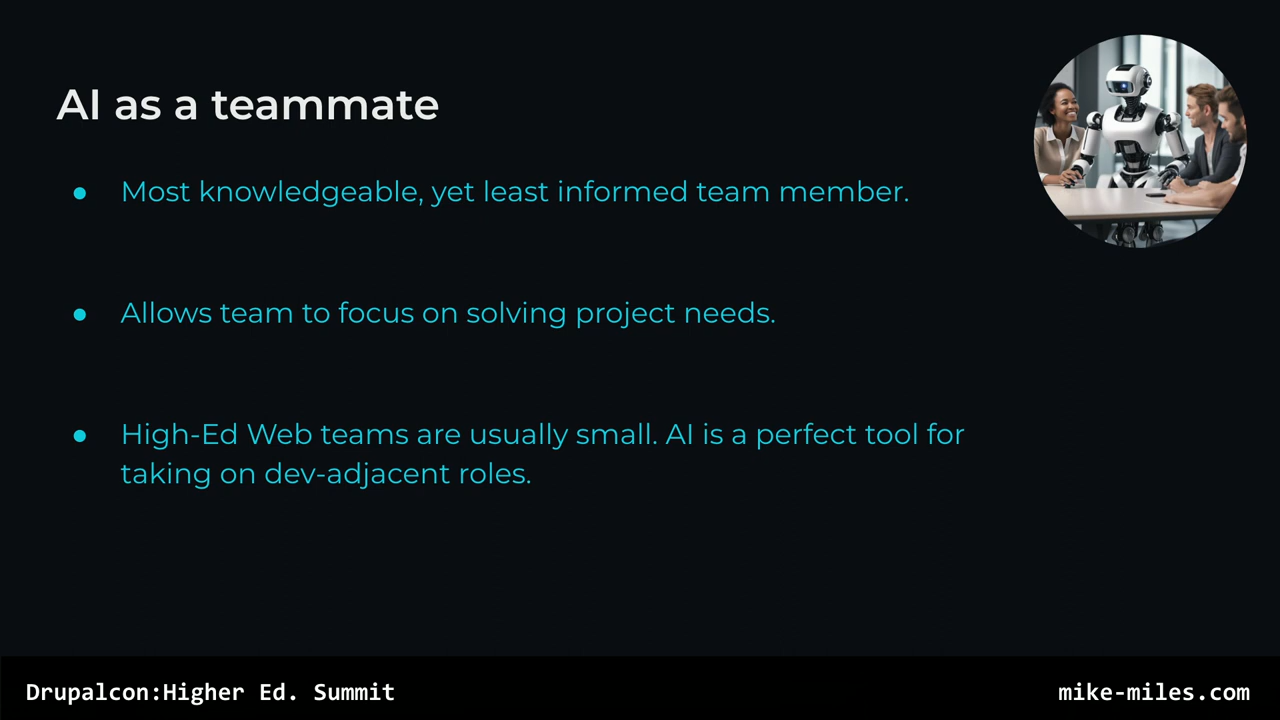 AI as a teammate
● Most knowledgeable, yet least informed team member.
● Allows team to focus on solving project needs.
● High-Ed Web teams are usually small. AI is a perfect tool for
taking on dev-adjacent roles.
Drupalcon:Higher Ed. Summit
mike-miles.com